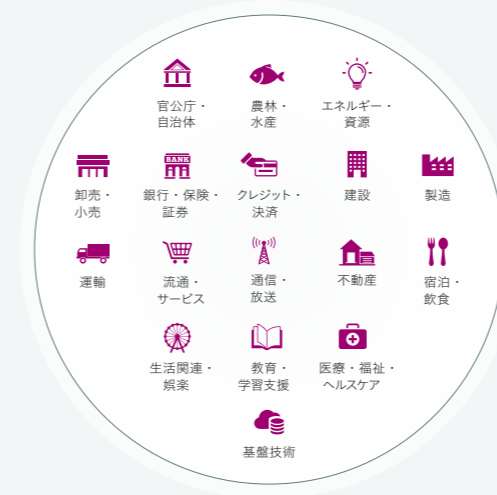 官公庁・
自治体
農林・
水産
エネルギー・
資源
卸売・
小売
BANK
銀行・保険・
証券
クレジット・
決済
建設
製造
運輸
流通・
サービス
通信・
放送
不動産
宿泊・
飲食
生活関連・
娯楽
教育・
学習支援
医療・福祉・
ヘルスケア
基盤技術